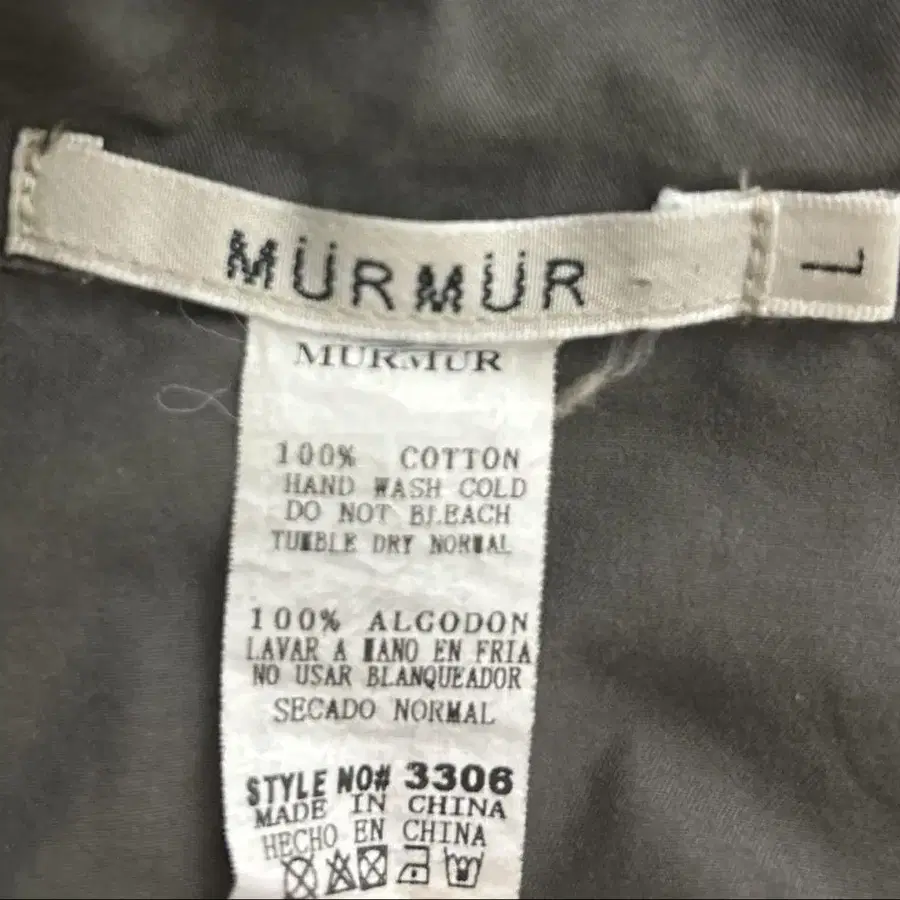 MÜRMÜR
L
MURMUR
100% COTTON
HAND WASH COLD
DO NOT BLEACH
TUMBLE DRY NORMAL
100% ALGODON
LAVAR A MANO EN FRIA
NO USAR BLANQUEADOR
SECADO NORMAL
STYLE NO# 3306
MADE IN CHINA
HECHO EN CHINA